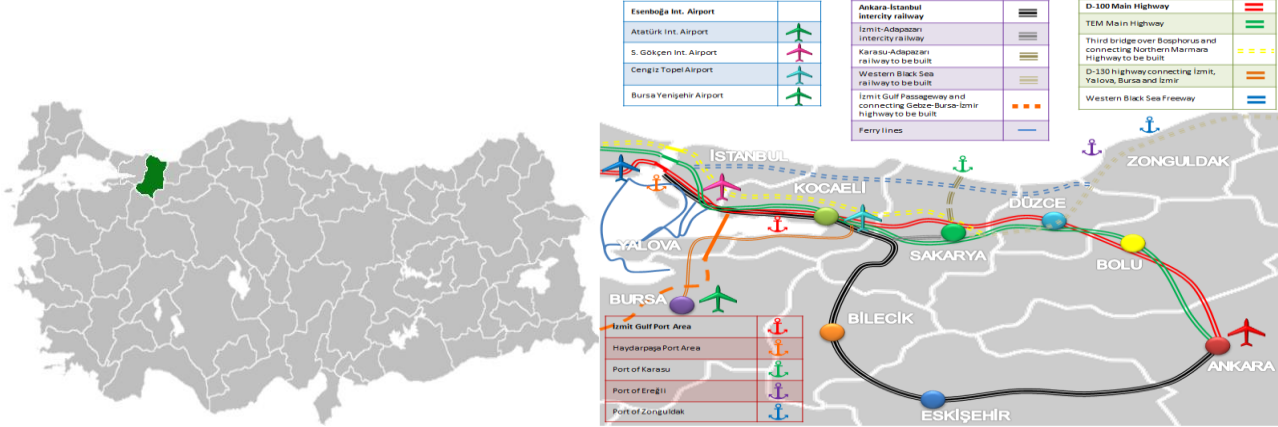 Esenboğa Int. Airport
Atatürk Int. Airport
S. Gökçen Int. Airport
Cengiz Topel Airport
Bursa Yenişehir Airport
Ankara-İstanbul
intercity railway
İzmit-Adapazarı
intercity railway
Karasu-Adapazarı
railway to be built
Western Black Sea
railway to be built
İzmit Gulf Passageway and
connecting Gebze-Bursa-İzmir
highway to be built
Ferry lines
D-100 Main Highway
TEM Main Highway
Third bridge over Bosphorus and
connecting Northern Marmara
Highway to be built
D-130 highway connecting İzmit,
Yalova, Bursa and İzmir
Western Black Sea Freeway
İSTANBUL
ZONGULDAK
KOCAELİ
DÜZCE
YALOVA
SAKARYA
BOLU
BURSA
BİLECİK
ANKARA
ESKİŞEHİR
İzmit Gulf Port Area
Haydarpaşa Port Area
Port of Karasu
Port of Ereğli
Port of Zonguldak